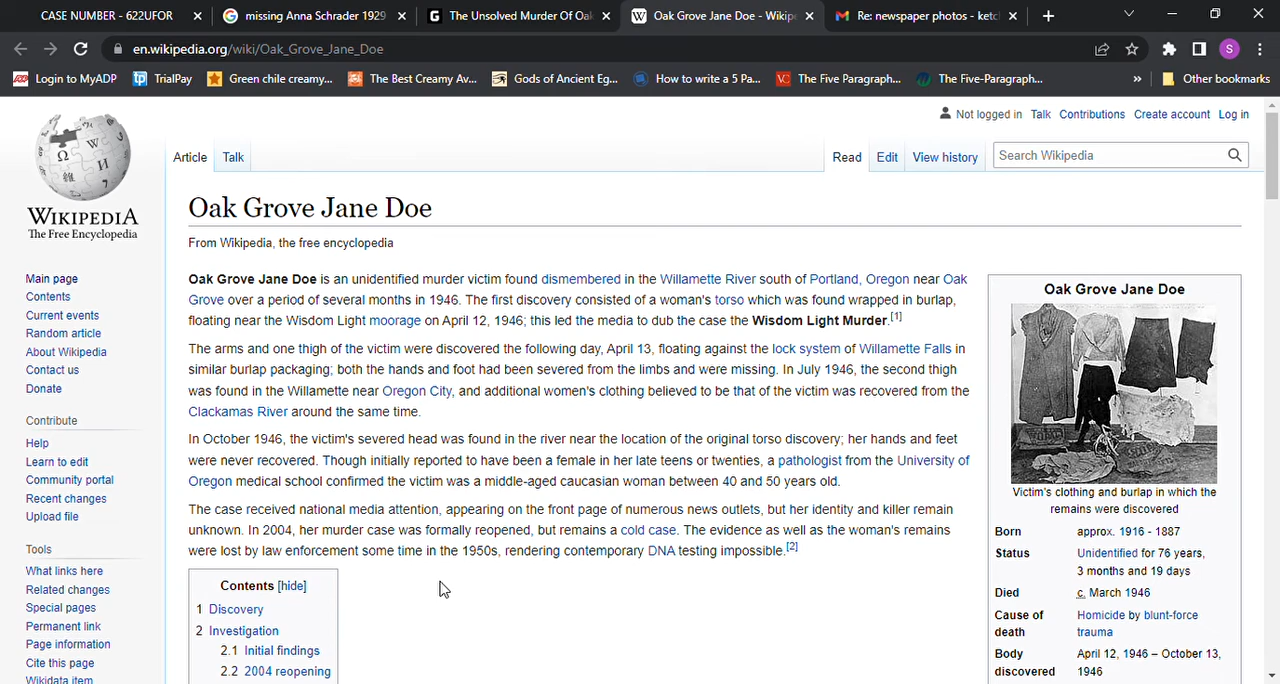 CASE NUMBER - 622UFOR
missing Anna Schrader 1929
The Unsolved Murder Of Oak
Oak Grove Jane Doe - Wikip
Re: newspaper photos - ketc
en.wikipedia.org/wiki/Oak_Grove_Jane_Doe
Login to MyADP
TrialPay
Green chile creamy...
The Best Creamy Av...
Gods of Ancient Eg...
How to write a 5 Pa...
The Five Paragraph...
The Five-Paragraph...
»
Other bookmarks
Not logged in Talk Contributions Create account Log in
Article Talk
Read Edit View history
Search Wikipedia
WIKIPEDIA
The Free Encyclopedia
Main page
Contents
Current events
Random article
About Wikipedia
Contact us
Donate
Contribute
Help
Learn to edit
Community portal
Recent changes
Upload file
Tools
What links here
Related changes
Special pages
Permanent link
Page information
Cite this page
Wikidata item
Oak Grove Jane Doe
From Wikipedia, the free encyclopedia
Oak Grove Jane Doe is an unidentified murder victim found dismembered in the Willamette River south of Portland, Oregon near Oak
Grove over a period of several months in 1946. The first discovery consisted of a woman's torso which was found wrapped in burlap,
floating near the Wisdom Light moorage on April 12, 1946; this led the media to dub the case the Wisdom Light Murder.[1]
The arms and one thigh of the victim were discovered the following day, April 13, floating against the lock system of Willamette Falls in
similar burlap packaging; both the hands and foot had been severed from the limbs and were missing. In July 1946, the second thigh
was found in the Willamette near Oregon City, and additional women's clothing believed to be that of the victim was recovered from the
Clackamas River around the same time.
In October 1946, the victim's severed head was found in the river near the location of the original torso discovery; her hands and feet
were never recovered. Though initially reported to have been a female in her late teens or twenties, a pathologist from the University of
Oregon medical school confirmed the victim was a middle-aged caucasian woman between 40 and 50 years old.
The case received national media attention, appearing on the front page of numerous news outlets, but her identity and killer remain
unknown. In 2004, her murder case was formally reopened, but remains a cold case. The evidence as well as the woman's remains
were lost by law enforcement some time in the 1950s, rendering contemporary DNA testing impossible.[2]
Contents [hide]
1 Discovery
2 Investigation
2.1 Initial findings
2.2 2004 reopening
Oak Grove Jane Doe
Victim's clothing and burlap in which the
remains were discovered
Born approx. 1916 - 1887
Status Unidentified for 76 years,
3 months and 19 days
Died c. March 1946
Cause of Homicide by blunt-force
death trauma
Body April 12, 1946 – October 13,
discovered 1946